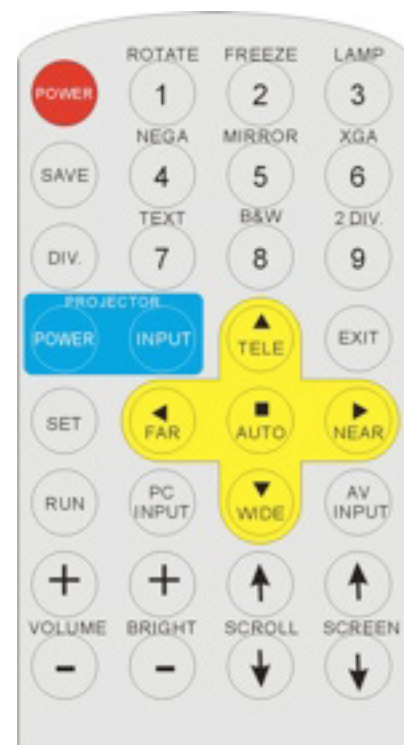 ROTATE FREEZE LAMP
POWER 1 2 3
NEGA MIRROR XGA
SAVE 4 5 6
TEXT B&W 2 DIV.
DIV. 7 8 9
PROJECTOR
POWER INPUT TELE EXIT
SET FAR AUTO NEAR
RUN PC INPUT WIDE AV INPUT
+ +
VOLUME BRIGHT SCROLL SCREEN
- -